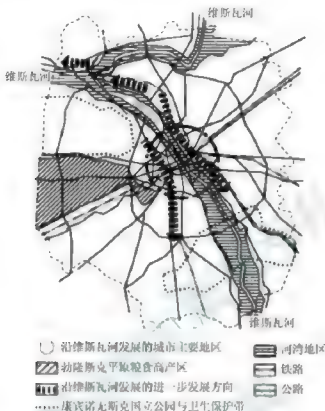 维斯瓦河
维斯瓦河
维斯瓦河
沿维斯瓦河发展的城市主要地区
河湾地区
勃隆斯克平原粮食高产区
铁路
沿维斯瓦河发展的进一步发展方向
公路
康宾诺无斯克国立公园与卫生保护带